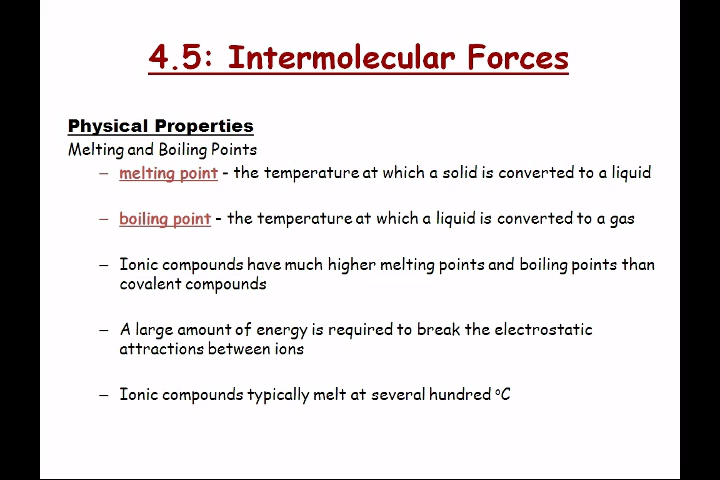 4.5: Intermolecular Forces
Physical Properties
Melting and Boiling Points
– melting point - the temperature at which a solid is converted to a liquid
– boiling point - the temperature at which a liquid is converted to a gas
– Ionic compounds have much higher melting points and boiling points than
covalent compounds
– A large amount of energy is required to break the electrostatic
attractions between ions
– Ionic compounds typically melt at several hundred °C